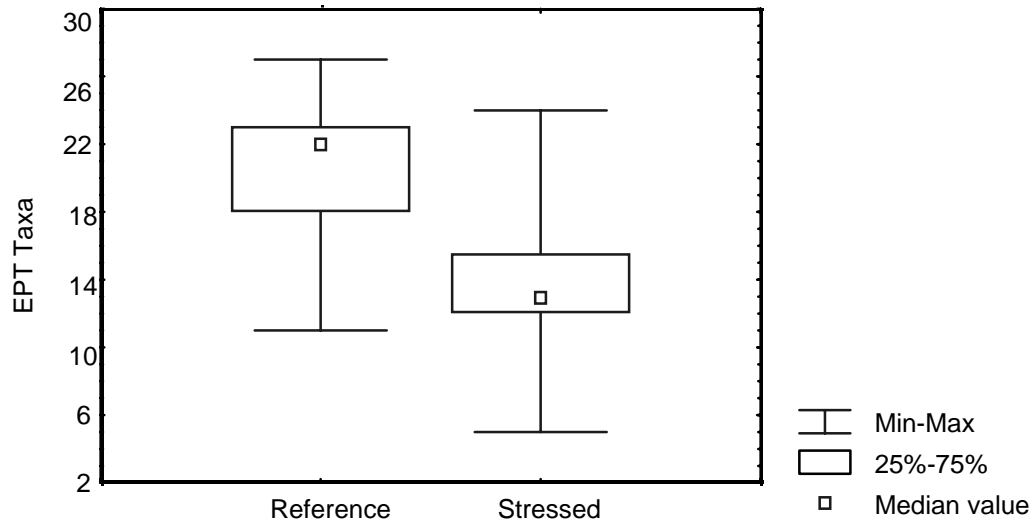 30
26
22
18
14
10
6
2
EPT Taxa
Reference
Stressed
Min-Max
25%-75%
Median value